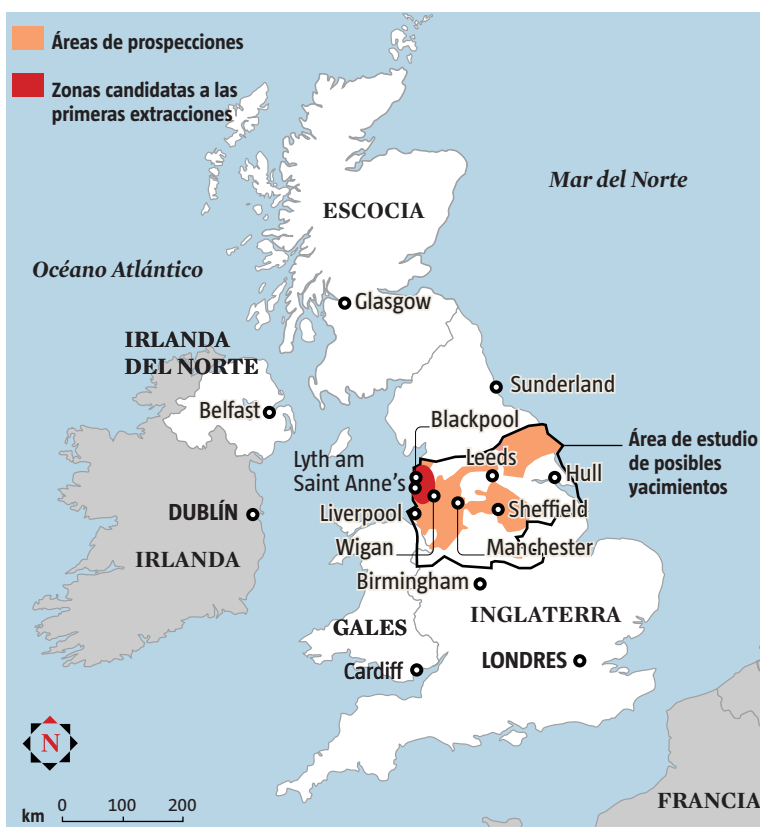 Áreas de prospecciones
Zonas candidatas a las
primeras extracciones
Mar del Norte
ESCOCIA
Océano Atlántico
Glasgow
IRLANDA
DEL NORTE
Sunderland
Belfast
Blackpool
Área de estudio
de posibles
yacimientos
Leeds
Lyth am
Saint Anne's
Hull
DUBLÍN
Liverpool
Sheffield
IRLANDA
Wigan
Manchester
Birmingham
INGLATERRA
GALES
LONDRES
Cardiff
N
km 0 100 200
FRANCIA